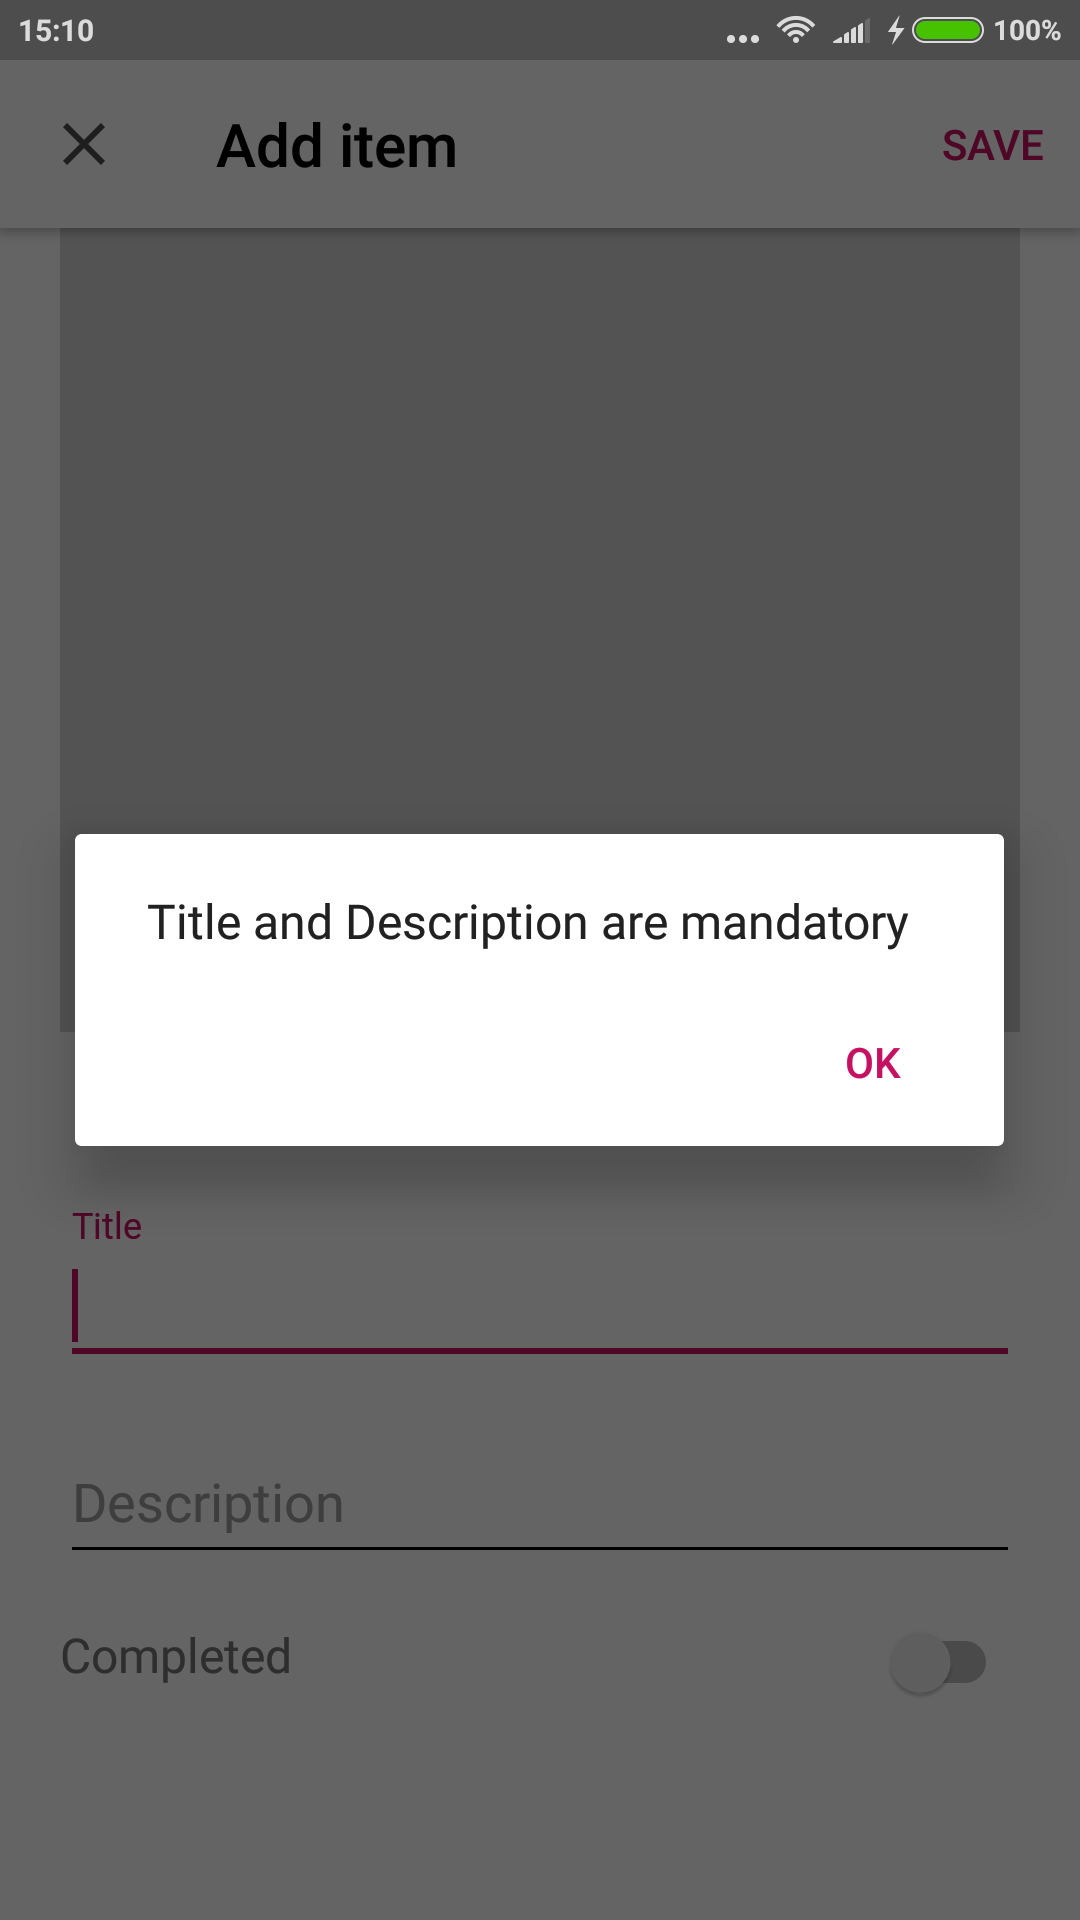 15:10
100%
Add item
SAVE
Title and Description are mandatory
OK
Title
Description
Completed